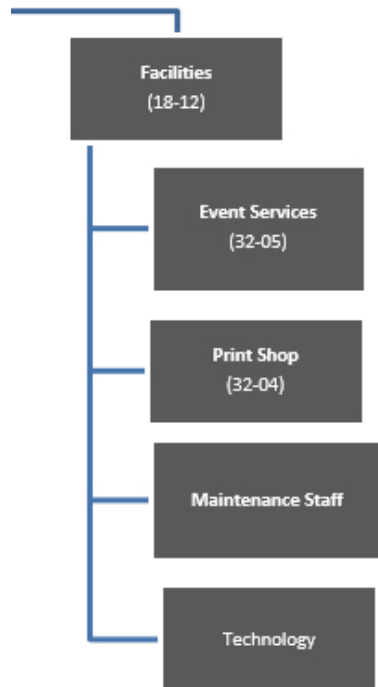 Facilities
(18-12)
Event Services
(32-05)
Print Shop
(32-04)
Maintenance Staff
Technology